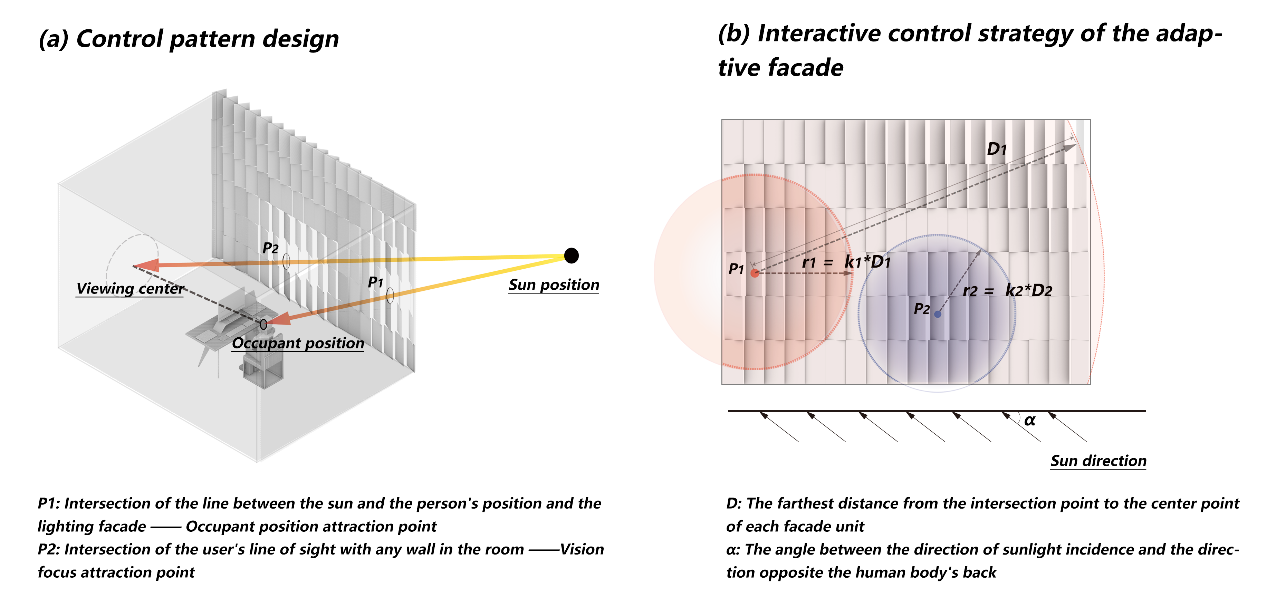 (a) Control pattern design
P2
P1
Viewing center
Sun position
Occupant position
P1: Intersection of the line between the sun and the person's position and the
lighting facade —— Occupant position attraction point
P2: Intersection of the user's line of sight with any wall in the room ——Vision
focus attraction point
(b) Interactive control strategy of the adap-
tive facade
D1
P1
r1 = k1*D1
r2 = k2*D2
P2
α
Sun direction
D: The farthest distance from the intersection point to the center point
of each facade unit
α: The angle between the direction of sunlight incidence and the direc-
tion opposite the human body's back